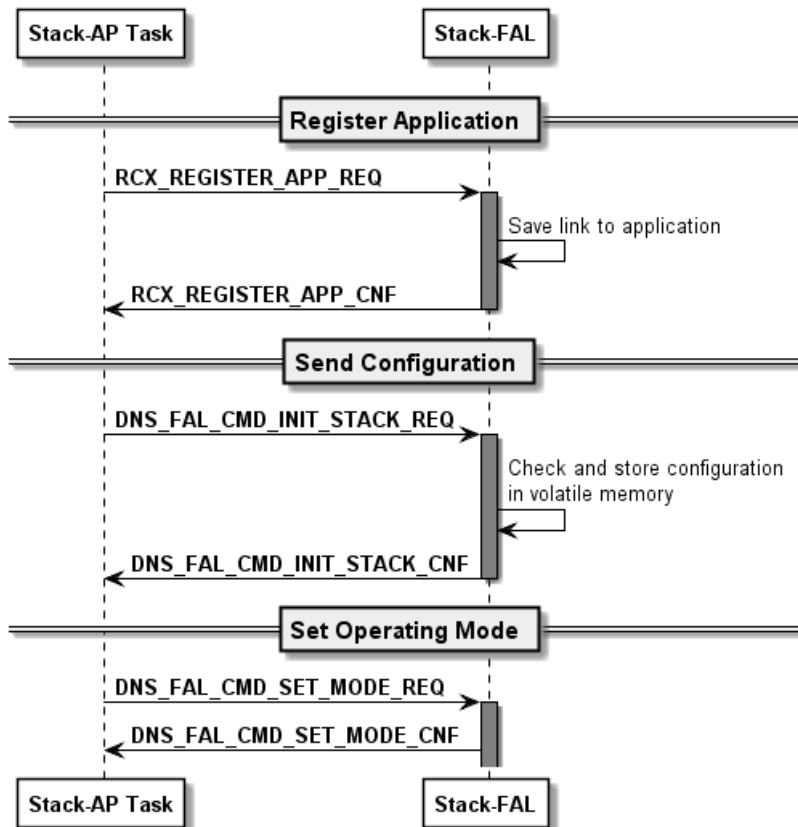 Stack-AP Task
Stack-FAL
Register Application
RCX_REGISTER_APP_REQ
Save link to application
RCX_REGISTER_APP_CNF
Send Configuration
DNS_FAL_CMD_INIT_STACK_REQ
Check and store configuration
in volatile memory
DNS_FAL_CMD_INIT_STACK_CNF
Set Operating Mode
DNS_FAL_CMD_SET_MODE_REQ
DNS_FAL_CMD_SET_MODE_CNF
Stack-AP Task
Stack-FAL